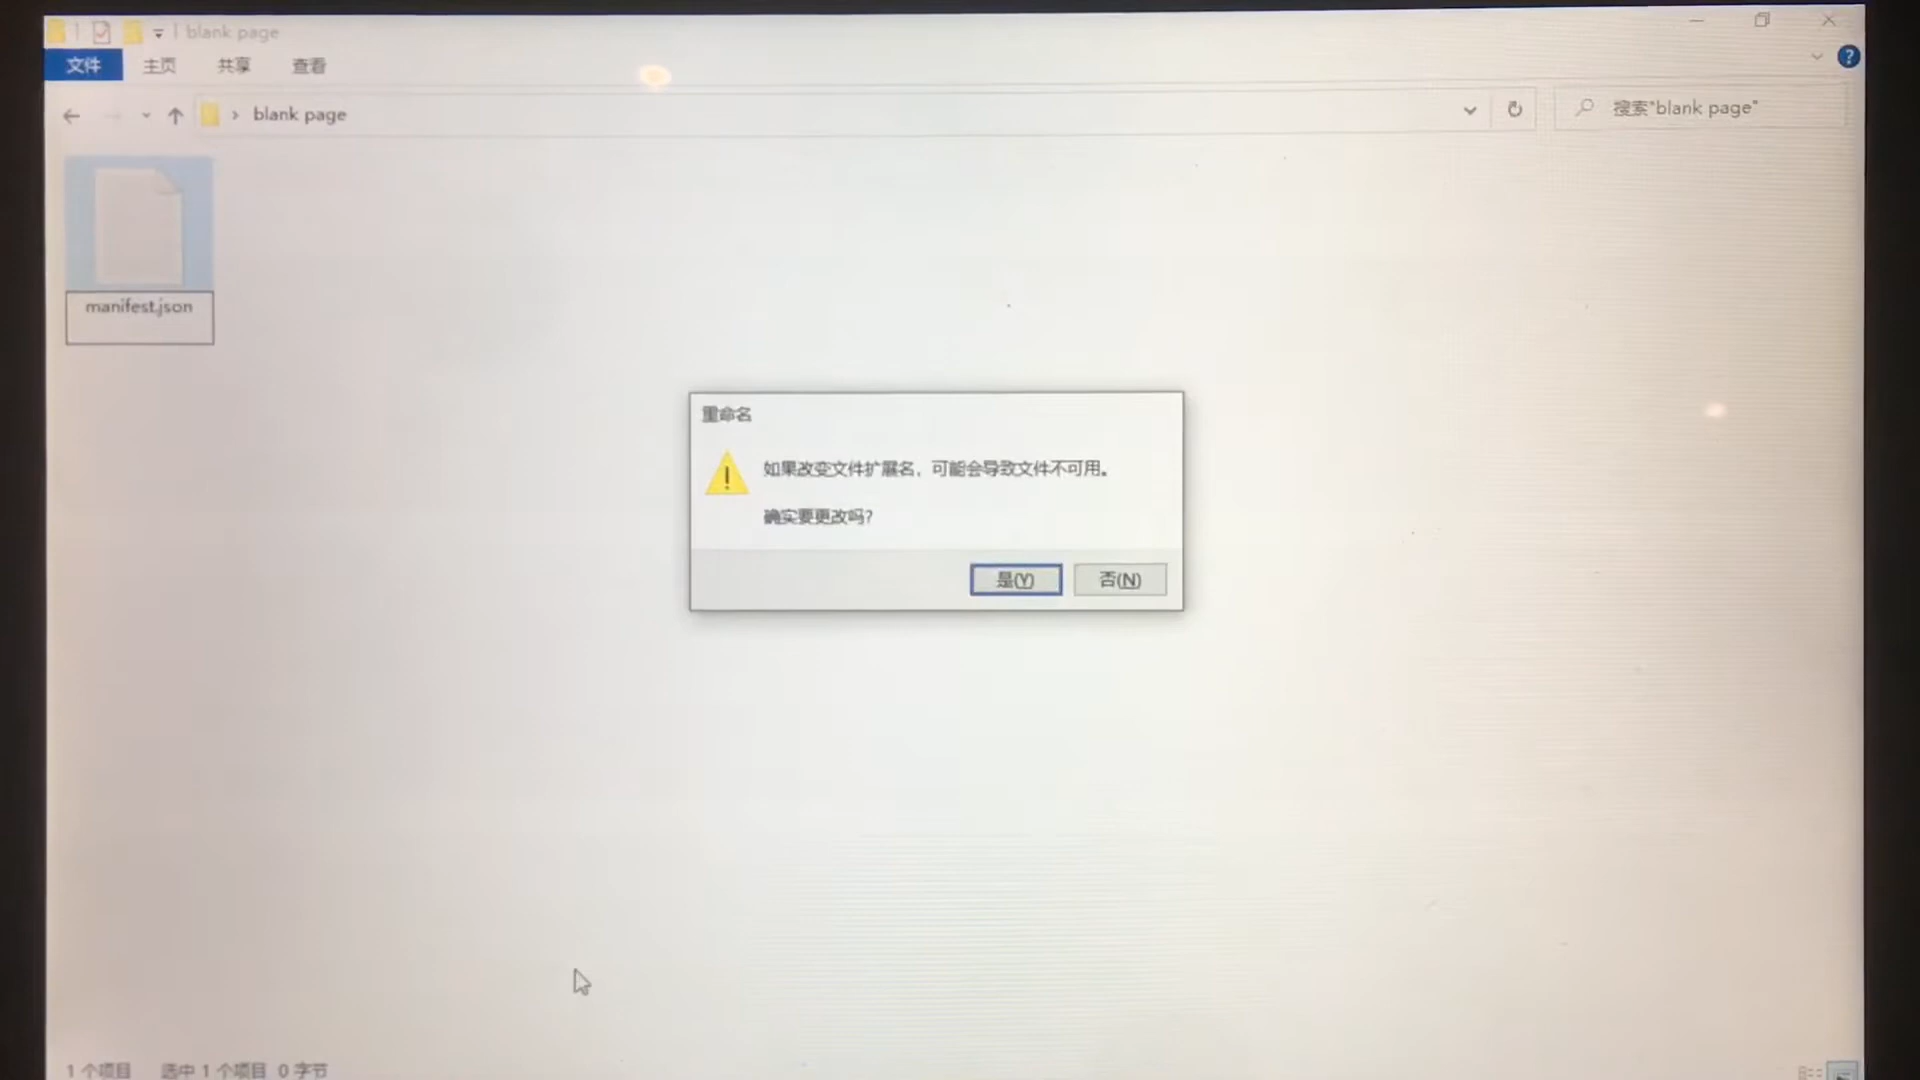 blank page
文件 主页 共享 查看
blank page
搜索"blank page"
manifest.json
重命名
如果改变文件扩展名，可能会导致文件不可用。
确实要更改吗?
是(Y) 否(N)
1 个项目 选中 1 个项目 0 字节